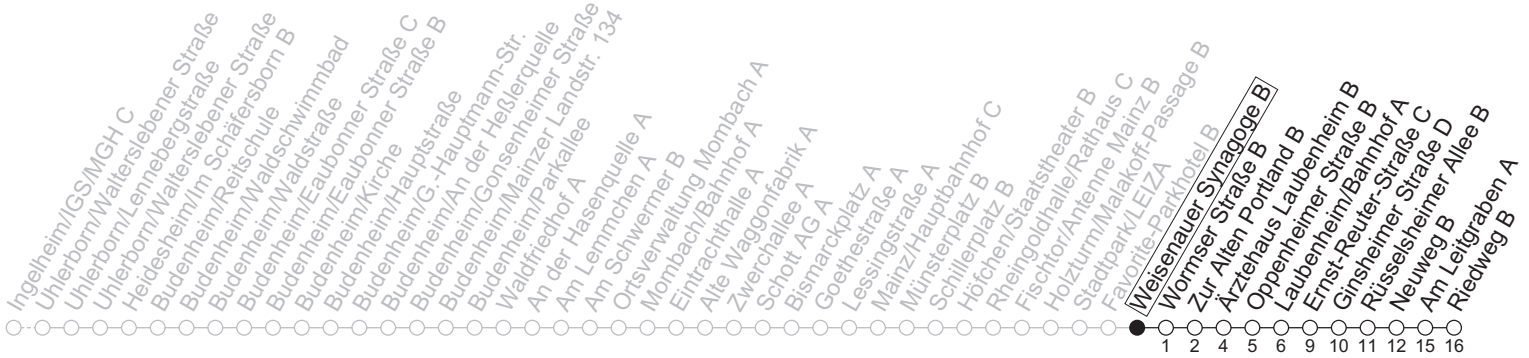 Ingelheim/IGS/MGH C
Uhlerborn/Walterslebener Straße
Uhlerborn/Lennebergstraße
Uhlerborn/Walterslebener Straße
Heidesheim/Im Schäfersborn B
Budenheim/Reitschule
Budenheim/Waldschwimmbad
Budenheim/Waldstraße
Budenheim/Eaubonner Straße C
Budenheim/Eaubonner Straße B
Budenheim/Kirche
Budenheim/Hauptstraße
Budenheim/G.-Hauptmann-Str.
Budenheim/An der Heßlerquelle
Budenheim/Gonsenheimer Straße
Budenheim/Mainzer Landstr. 134
Budenheim/Parkallee
Waldfriedhof A
An der Hasenquelle A
Am Lemmchen A
Am Schwermer B
Ortsverwaltung Mombach A
Mombach/Bahnhof A
Eintrachthalle A
Alte Waggonfabrik A
Zwerchallee A
Schott AG A
Bismarckplatz A
Goethestraße A
Lessingstraße A
Mainz/Hauptbahnhof C
Münsterplatz B
Schillerplatz B
Höfchen/Staatstheater B
Rheingoldhalle/Rathaus C
Fischtor/Antenne Mainz B
Holzturm/Malakoff-Passage B
Stadtpark/LEIZA
Favorite-Parkhotel B
Weisenauer Synagoge B
Wormser Straße B
Zur Alten Portland B
Ärztehaus Laubenheim B
Oppenheimer Straße B
Laubenheim/Bahnhof A
Ernst-Reuter-Straße C
Ginsheimer Straße D
Rüsselsheimer Allee B
Neuweg B
Am Leitgraben A
Riedweg B
1 2 4 5 6 9 10 11 12 15 16